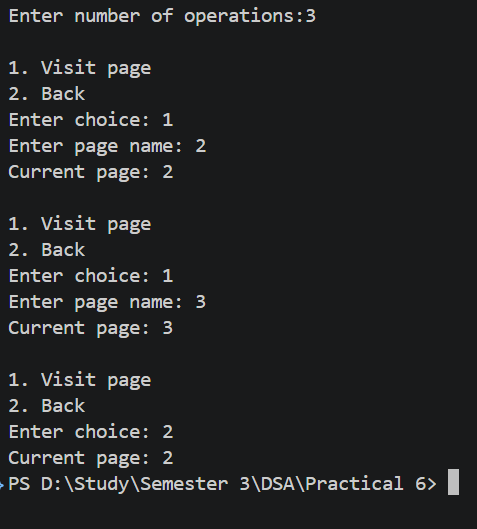 Enter number of operations:3

1. Visit page
2. Back
Enter choice: 1
Enter page name: 2
Current page: 2

1. Visit page
2. Back
Enter choice: 1
Enter page name: 3
Current page: 3

1. Visit page
2. Back
Enter choice: 2
Current page: 2
PS D:\Study\Semester 3\DSA\Practical 6>